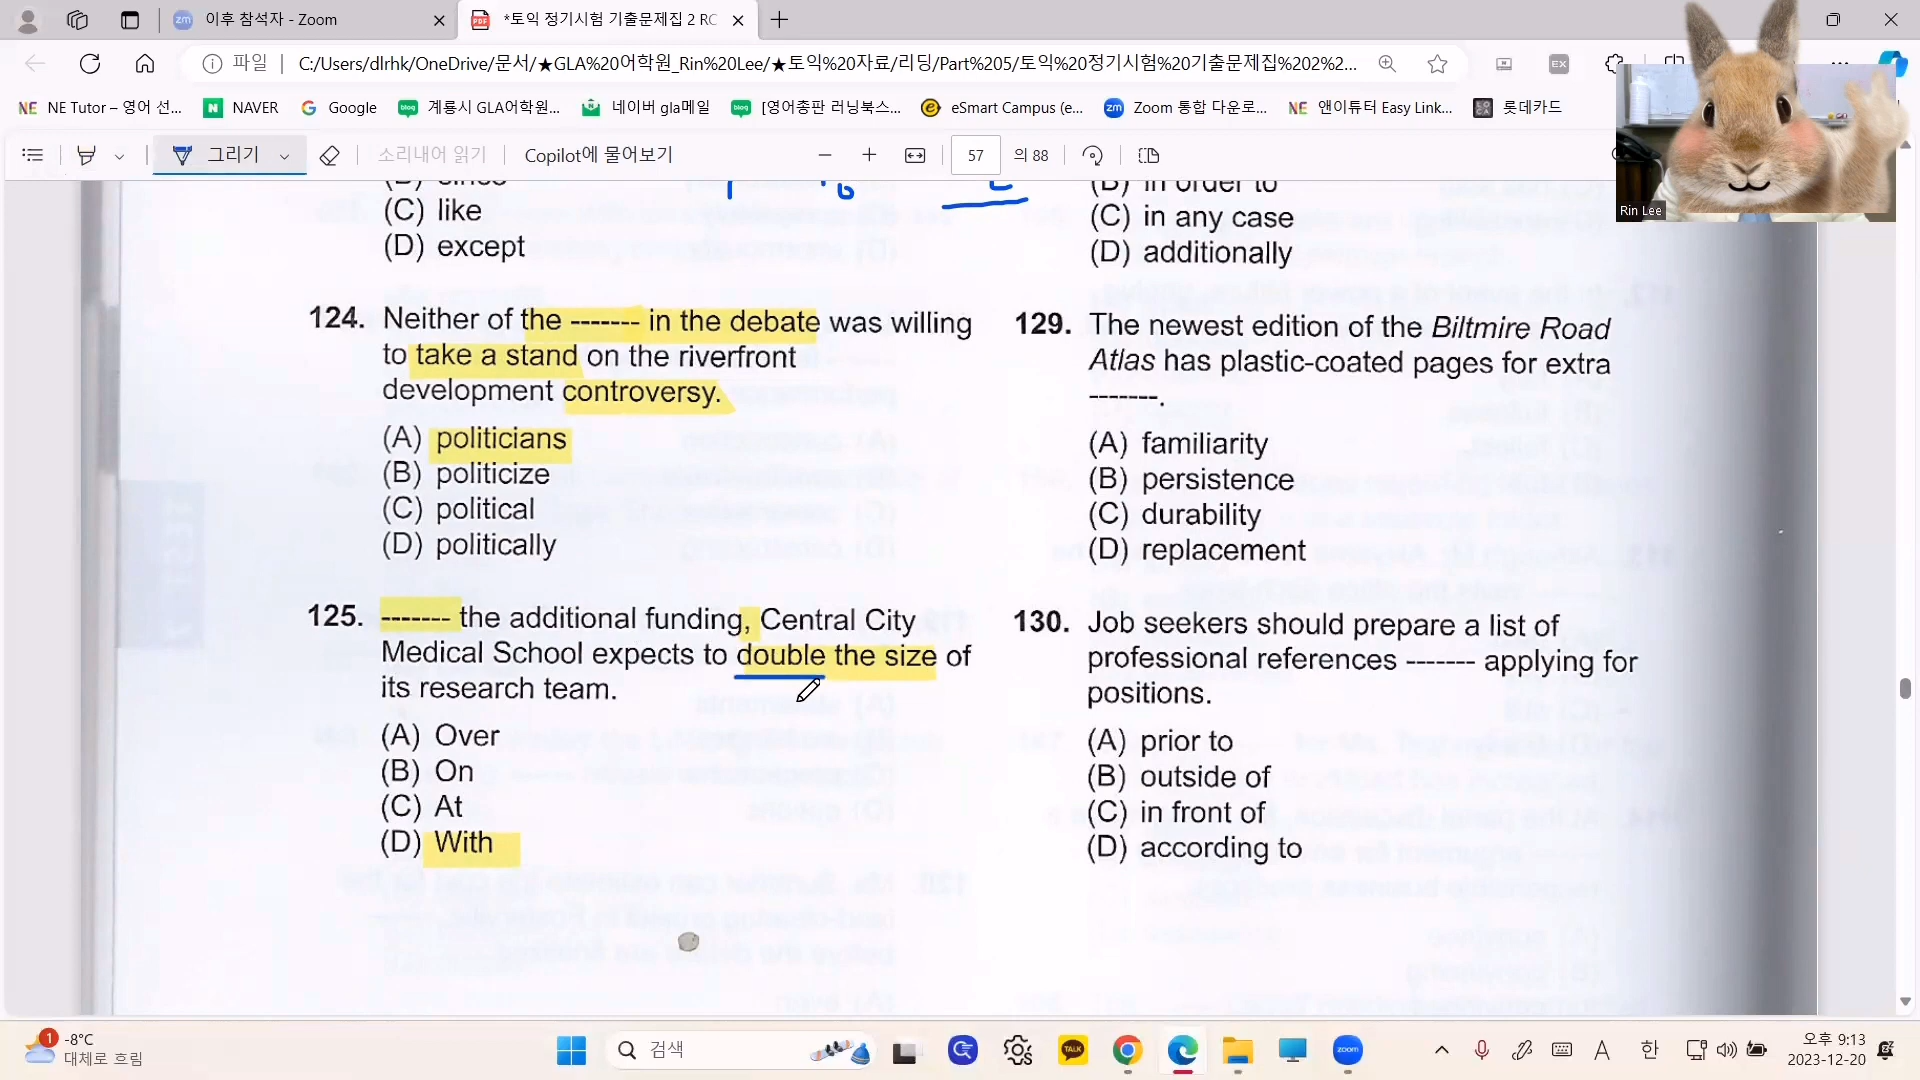 이후 참석자 - Zoom
*토익 정기시험 기출문제집 2 RC
파일
C:/Users/dlrhk/OneDrive/문서/★GLA%20어학원_Rin%20Lee/★토익%20자료/리딩/Part%205/토익%20정기시험%20기출문제집%202%2...
NE Tutor – 영어 선...
NAVER
Google
계룡시 GLA어학원...
네이버 gla메일
[영어총판 러닝북스...
eSmart Campus (e...
Zoom 통합 다운로...
앤이튜터 Easy Link...
롯데카드
그리기
소리내어 읽기
Copilot에 물어보기
57
의 88
Rin Lee
(B) since
(C) like
(D) except
124. Neither of the ------- in the debate was willing
to take a stand on the riverfront
development controversy.
(A) politicians
(B) politicize
(C) political
(D) politically
125. ------- the additional funding, Central City
Medical School expects to double the size of
its research team.
(A) Over
(B) On
(C) At
(D) With
(B) in order to
(C) in any case
(D) additionally
129. The newest edition of the Biltmire Road
Atlas has plastic-coated pages for extra
-------.
(A) familiarity
(B) persistence
(C) durability
(D) replacement
130. Job seekers should prepare a list of
professional references ------- applying for
positions.
(A) prior to
(B) outside of
(C) in front of
(D) according to
1
-8°C
대체로 흐림
검색
TALK
zoom
A
한
오후 9:13
2023-12-20